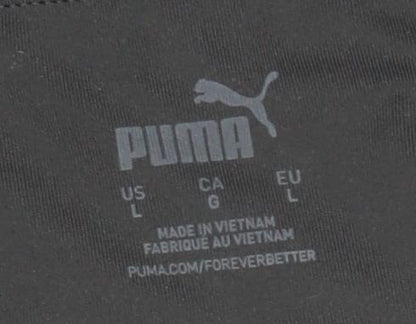 PUMA
US CA EU
L G L
MADE IN VIETNAM
FABRIQUÉ AU VIETNAM
PUMA.COM/FOREVERBETTER